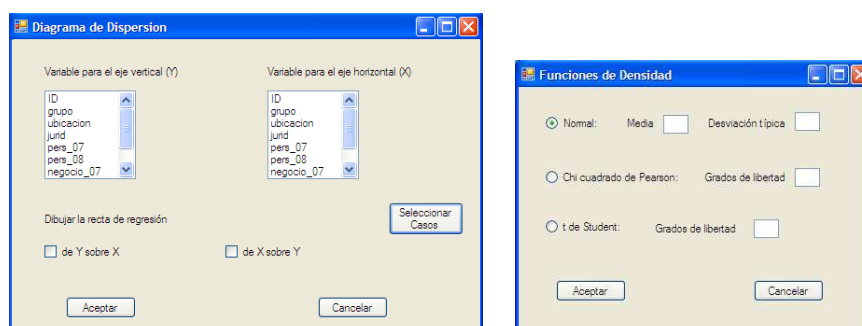 Diagrama de Dispersion
Variable para el eje vertical (Y)
Variable para el eje horizontal (X)
ID
grupo
ubicacion
jurid
pers_07
pers_08
negocio_07
ID
grupo
ubicacion
jurid
pers_07
pers_08
negocio_07
Dibujar la recta de regresión
Seleccionar
Casos
de Y sobre X
de X sobre Y
Aceptar
Cancelar
Funciones de Densidad
Normal: Media Desviación típica
Chi cuadrado de Pearson: Grados de libertad
t de Student: Grados de libertad
Aceptar
Cancelar